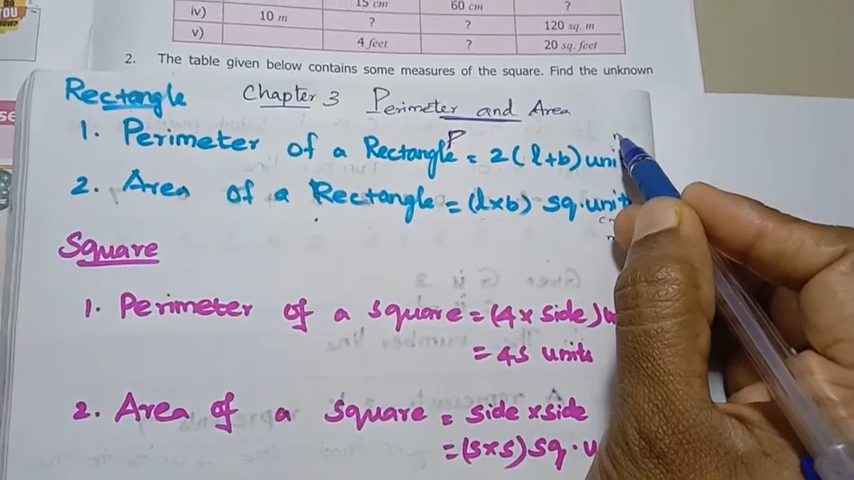 YOU
NOW?
15 cm 60 cm ?
iv) 10 m ? ? 120 sq. m
v) 4 feet ? 20 sq. feet
2. The table given below contains some measures of the square. Find the unknown
Rectangle Chapter 3 Perimeter and Area
P
1. Perimeter of a Rectangle = 2(l+b) uni
2. Area of a Rectangle = (l×b) sq.unit
Square
1. Perimeter of a square = (4× side)
= 4s units
2. Area of a square = side×side
= (s×s) sq.u